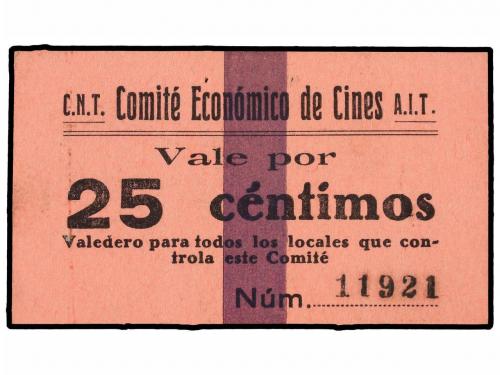 C.N.T. Comité Económico de Cines A.I.T.
Vale por
25 céntimos
Valedero para todos los locales que con-
trola este Comité
Núm. 11921